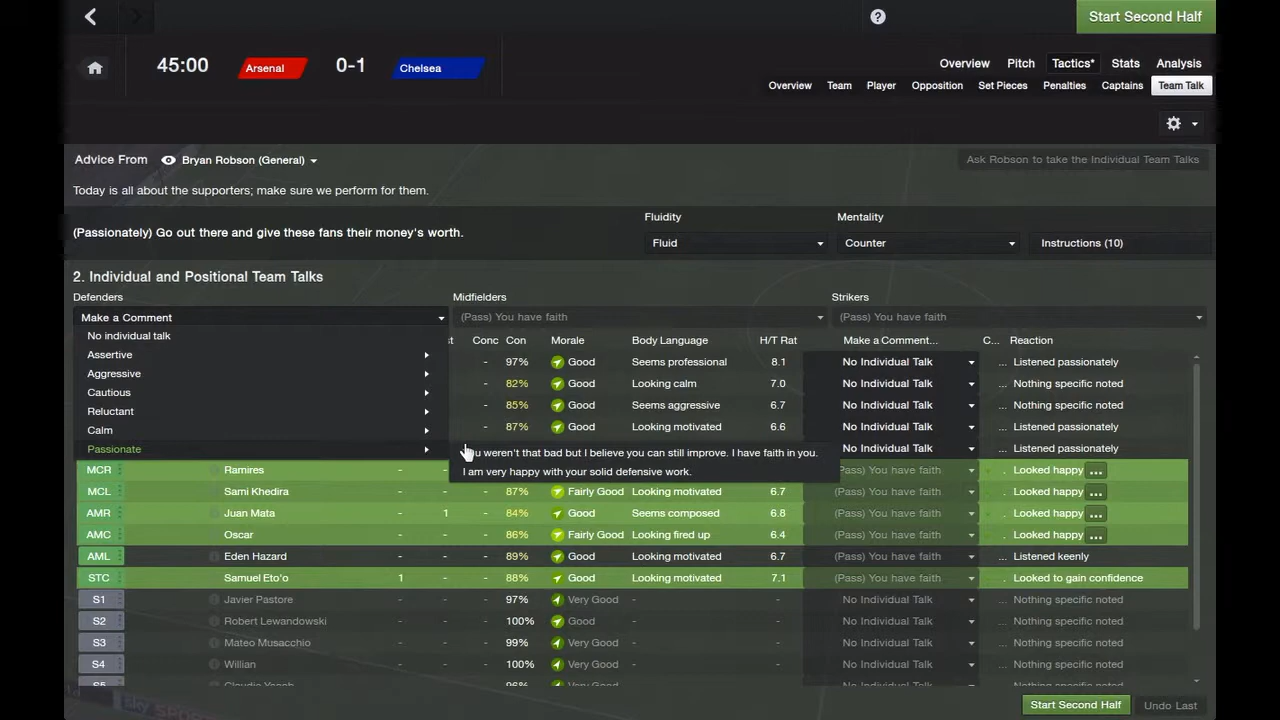 Start Second Half
45:00 Arsenal 0-1 Chelsea
Overview Pitch Tactics* Stats Analysis
Overview Team Player Opposition Set Pieces Penalties Captains Team Talk
Advice From Bryan Robson (General)
Ask Robson to take the Individual Team Talks
Today is all about the supporters; make sure we perform for them.
Fluidity Mentality
(Passionately) Go out there and give these fans their money's worth.
Fluid Counter Instructions (10)
2. Individual and Positional Team Talks
Defenders Midfielders Strikers
Make a Comment (Pass) You have faith (Pass) You have faith
No individual talk
Assertive
Aggressive
Cautious
Reluctant
Calm
Passionate
weren't that bad but I believe you can still improve. I have faith in you.
I am very happy with your solid defensive work.
Conc Con Morale Body Language H/T Rat Make a Comment... C... Reaction
- 97% Good Seems professional 8.1 No Individual Talk ... Listened passionately
- 82% Good Looking calm 7.0 No Individual Talk ... Nothing specific noted
- 85% Good Seems aggressive 6.7 No Individual Talk ... Nothing specific noted
- 87% Good Looking motivated 6.6 No Individual Talk ... Nothing specific noted
No Individual Talk ... Listened passionately
MCR Ramires - - (Pass) You have faith Looked happy ...
MCL Sami Khedira - - - 87% Fairly Good Looking motivated 6.7 (Pass) You have faith . Looked happy ...
AMR Juan Mata - 1 - 84% Good Seems composed 6.8 (Pass) You have faith . Looked happy ...
AMC Oscar - - - 86% Fairly Good Looking fired up 6.4 (Pass) You have faith . Looked happy ...
AML Eden Hazard - - - 89% Good Looking motivated 6.7 (Pass) You have faith . Listened keenly
STC Samuel Eto'o 1 - - 88% Good Looking motivated 7.1 (Pass) You have faith . Looked to gain confidence
S1 Javier Pastore - - - 97% Very Good - - No Individual Talk ... Nothing specific noted
S2 Robert Lewandowski - - - 100% Good - - No Individual Talk ... Nothing specific noted
S3 Mateo Musacchio - - - 99% Very Good - - No Individual Talk ... Nothing specific noted
S4 Willian - - - 100% Very Good - - No Individual Talk ... Nothing specific noted
Start Second Half Undo Last